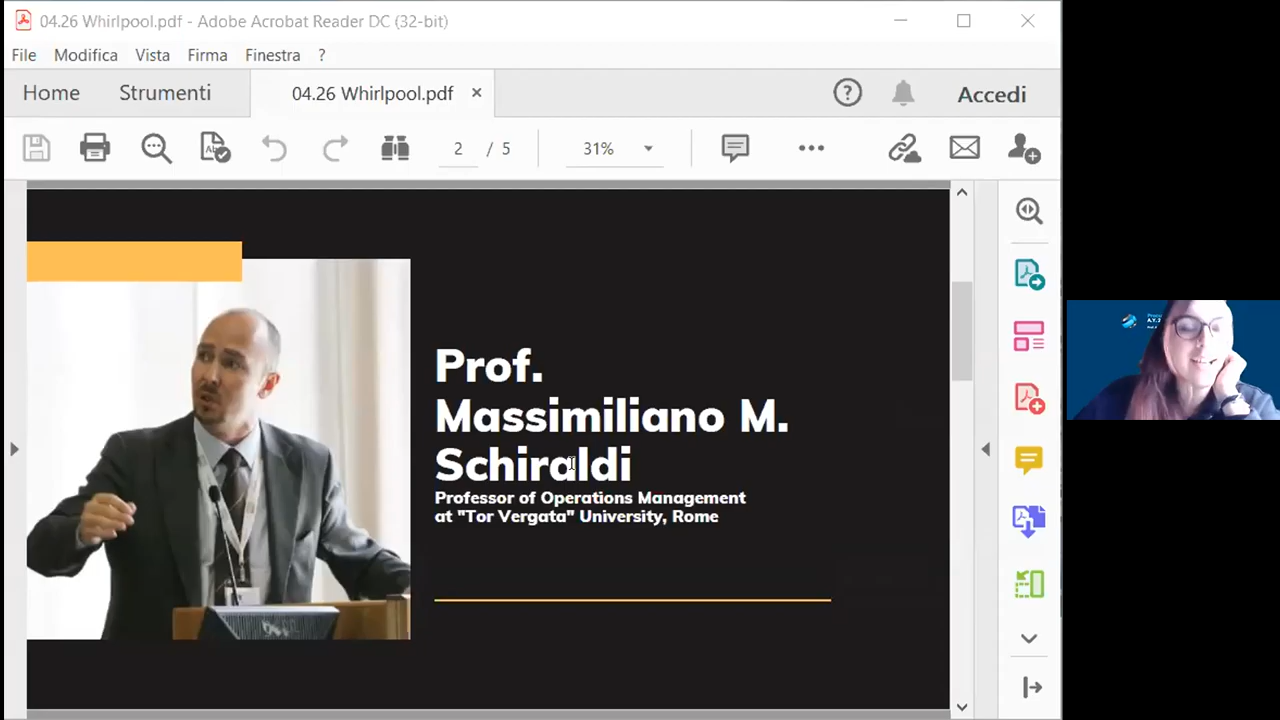 04.26 Whirlpool.pdf - Adobe Acrobat Reader DC (32-bit)
File Modifica Vista Firma Finestra ?
Home Strumenti 04.26 Whirlpool.pdf × Accedi
2 / 5 31%
Prof.
Massimiliano M.
Schiraldi
Professor of Operations Management
at "Tor Vergata" University, Rome